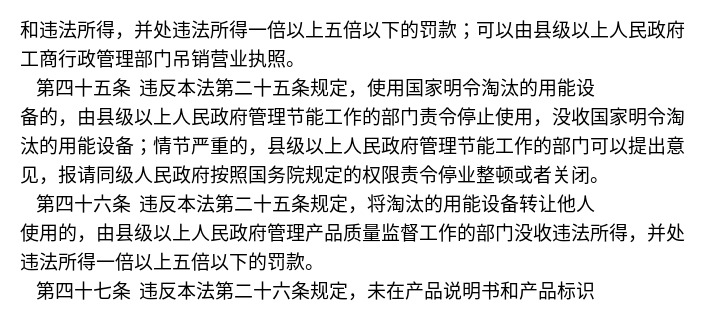 和违法所得，并处违法所得一倍以上五倍以下的罚款；可以由县级以上人民政府
工商行政管理部门吊销营业执照。
第四十五条 违反本法第二十五条规定，使用国家明令淘汰的用能设
备的，由县级以上人民政府管理节能工作的部门责令停止使用，没收国家明令淘
汰的用能设备；情节严重的，县级以上人民政府管理节能工作的部门可以提出意
见，报请同级人民政府按照国务院规定的权限责令停业整顿或者关闭。
第四十六条 违反本法第二十五条规定，将淘汰的用能设备转让他人
使用的，由县级以上人民政府管理产品质量监督工作的部门没收违法所得，并处
违法所得一倍以上五倍以下的罚款。
第四十七条 违反本法第二十六条规定，未在产品说明书和产品标识